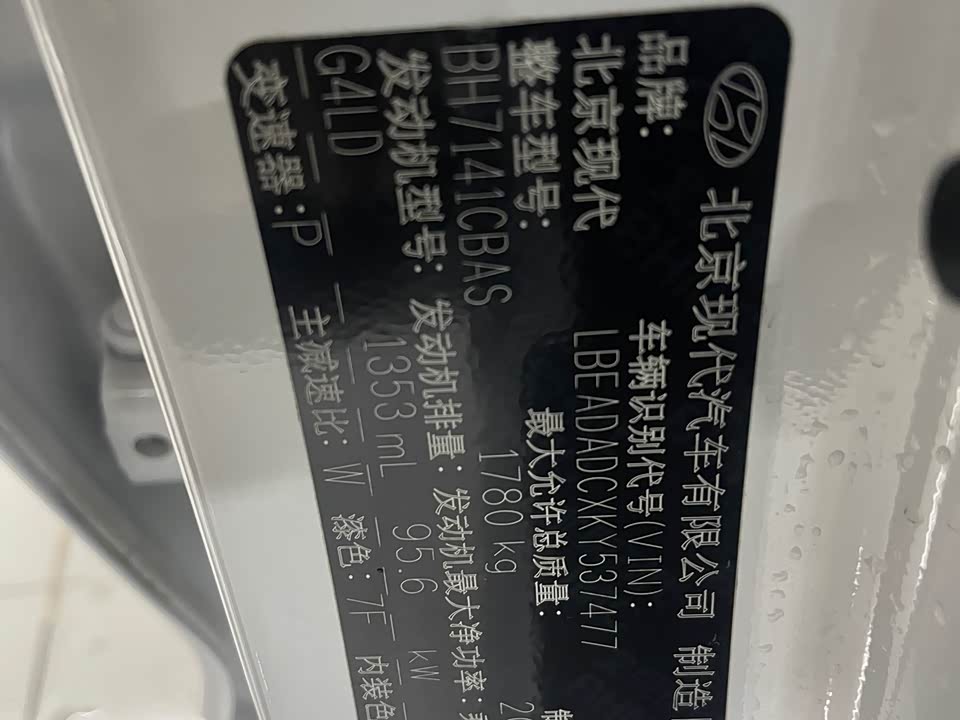 北京现代汽车有限公司 制造
品牌: 车辆识别代号(VIN):
北京现代 LBEADADCXKY537477
整车型号: 最大允许总质量: 制
BH7141CBAS 1780 kg 20
发动机型号: 发动机排量: 发动机最大净功率:
G4LD 1353 mL 95.6 kW
变速器: P 主减速比: W 漆色: 7F 内装色